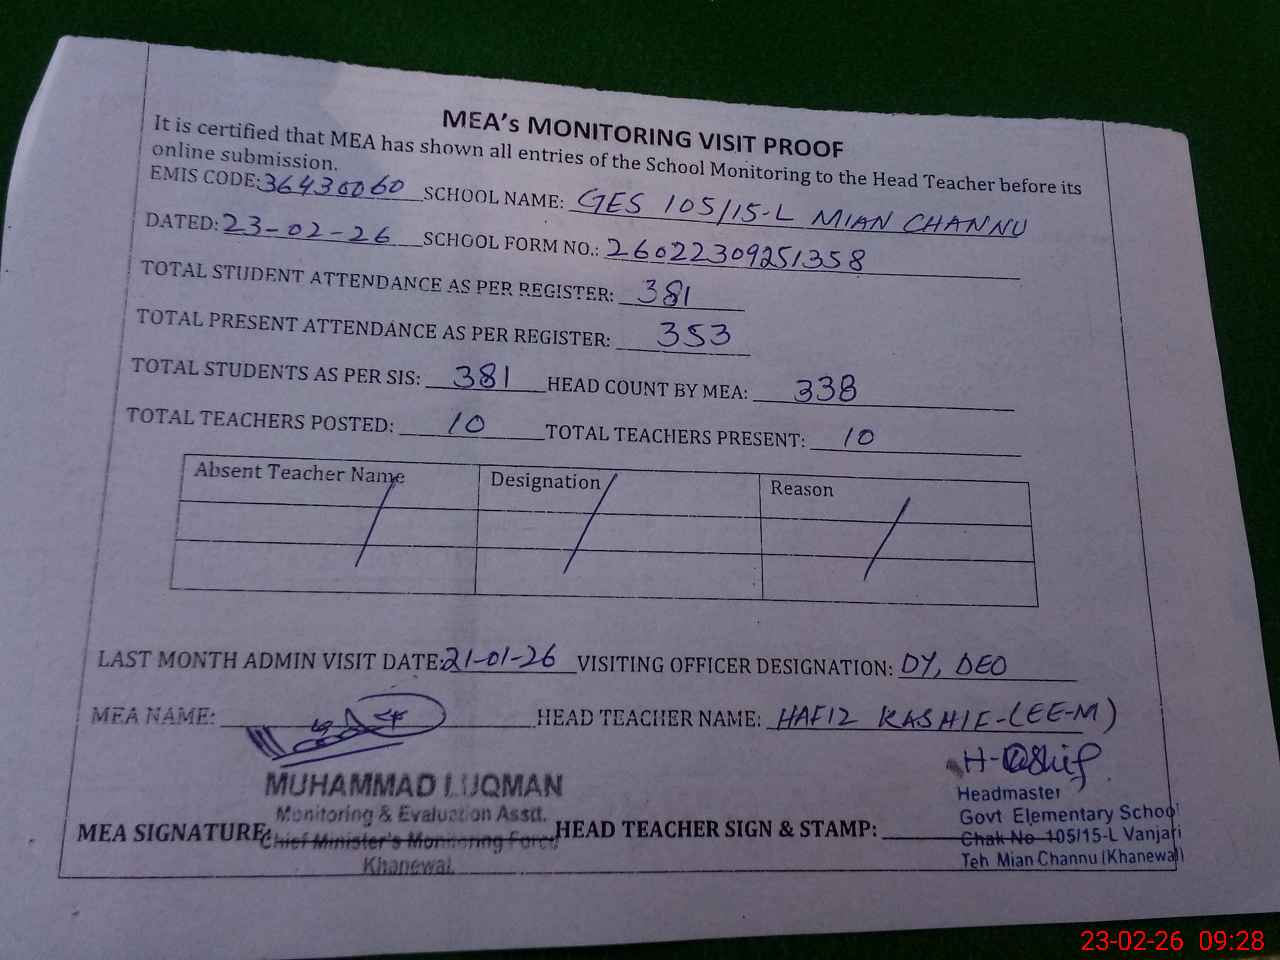 MEA's MONITORING VISIT PROOF
It is certified that MEA has shown all entries of the School Monitoring to the Head Teacher before its
online submission.
EMIS CODE: 36430060 SCHOOL NAME: GES 105/15-L MIAN CHANNU
DATED: 23-02-26 SCHOOL FORM NO.: 26022309251358
TOTAL STUDENT ATTENDANCE AS PER REGISTER: 381
TOTAL PRESENT ATTENDANCE AS PER REGISTER: 353
TOTAL STUDENTS AS PER SIS: 381 HEAD COUNT BY MEA: 338
TOTAL TEACHERS POSTED: 10 TOTAL TEACHERS PRESENT: 10
Absent Teacher Name Designation Reason
LAST MONTH ADMIN VISIT DATE: 21-01-26 VISITING OFFICER DESIGNATION: DY, DEO
MEA NAME: HEAD TEACHER NAME: HAFIZ KASHIF-(EE-M)
H-Kashif
MUHAMMAD LUQMAN
Monitoring & Evaluation Asstt.
Chief Minister's Monitoring Force
Khanewal
MEA SIGNATURE: HEAD TEACHER SIGN & STAMP:
Headmaster
Govt Elementary School
Chak No 105/15-L Vanjari
Teh Mian Channu (Khanewal)
23-02-26 09:28